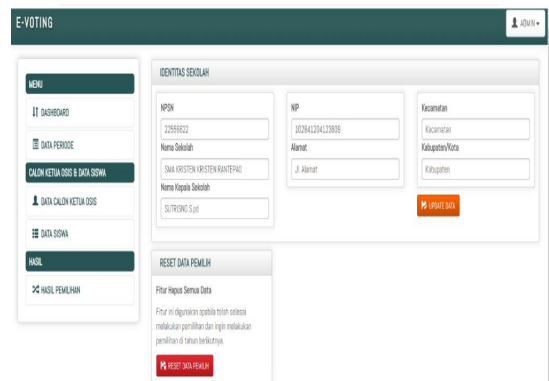 E-VOTING
ADMIN
MENU
DASHBOARD
DATA PERIODE
CALON KETUA OSIS & DATA SISWA
DATA CALON KETUA OSIS
DATA SISWA
HASIL
HASIL PEMILIHAN
IDENTITAS SEKOLAH
NPSN
22556622
Nama Sekolah
SMA KRISTEN KRISTEN RANTEPAO
Nama Kepala Sekolah
SUTRISNO S.pd
NIP
102841204123809
Alamat
Jl. Alamat
Kecamatan
Kecamatan
Kabupaten/Kota
Kabupaten
UPDATE DATA
RESET DATA PEMILIH
Fitur Hapus Semua Data
Fitur ini digunakan apabila telah selesai
melakukan pemilihan dan ingin melakukan
pemilihan di tahun berikutnya.
RESET DATA PEMILIH